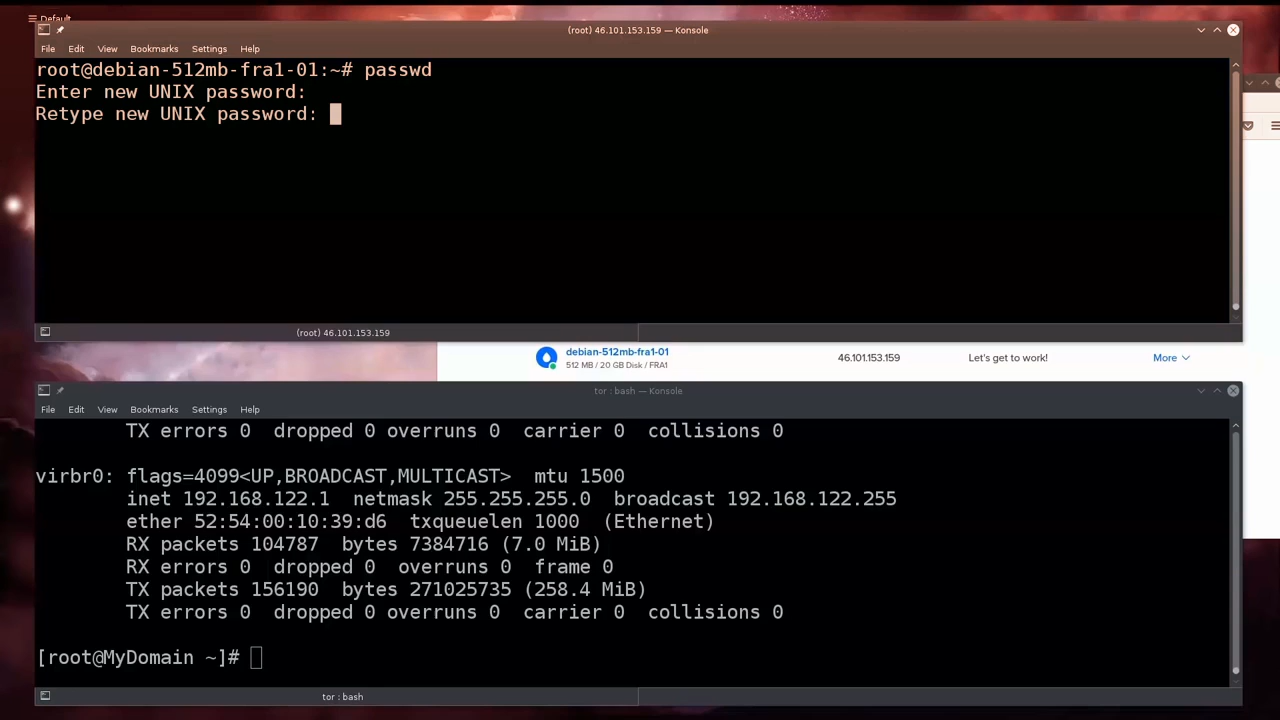 Default
(root) 46.101.153.159 — Konsole
File Edit View Bookmarks Settings Help
root@debian-512mb-fra1-01:~# passwd
Enter new UNIX password:
Retype new UNIX password:
(root) 46.101.153.159
debian-512mb-fra1-01 46.101.153.159 Let's get to work! More
512 MB / 20 GB Disk / FRA1
tor : bash — Konsole
File Edit View Bookmarks Settings Help
TX errors 0 dropped 0 overruns 0 carrier 0 collisions 0
virbr0: flags=4099<UP,BROADCAST,MULTICAST> mtu 1500
inet 192.168.122.1 netmask 255.255.255.0 broadcast 192.168.122.255
ether 52:54:00:10:39:d6 txqueuelen 1000 (Ethernet)
RX packets 104787 bytes 7384716 (7.0 MiB)
RX errors 0 dropped 0 overruns 0 frame 0
TX packets 156190 bytes 271025735 (258.4 MiB)
TX errors 0 dropped 0 overruns 0 carrier 0 collisions 0
[root@MyDomain ~]#
tor : bash